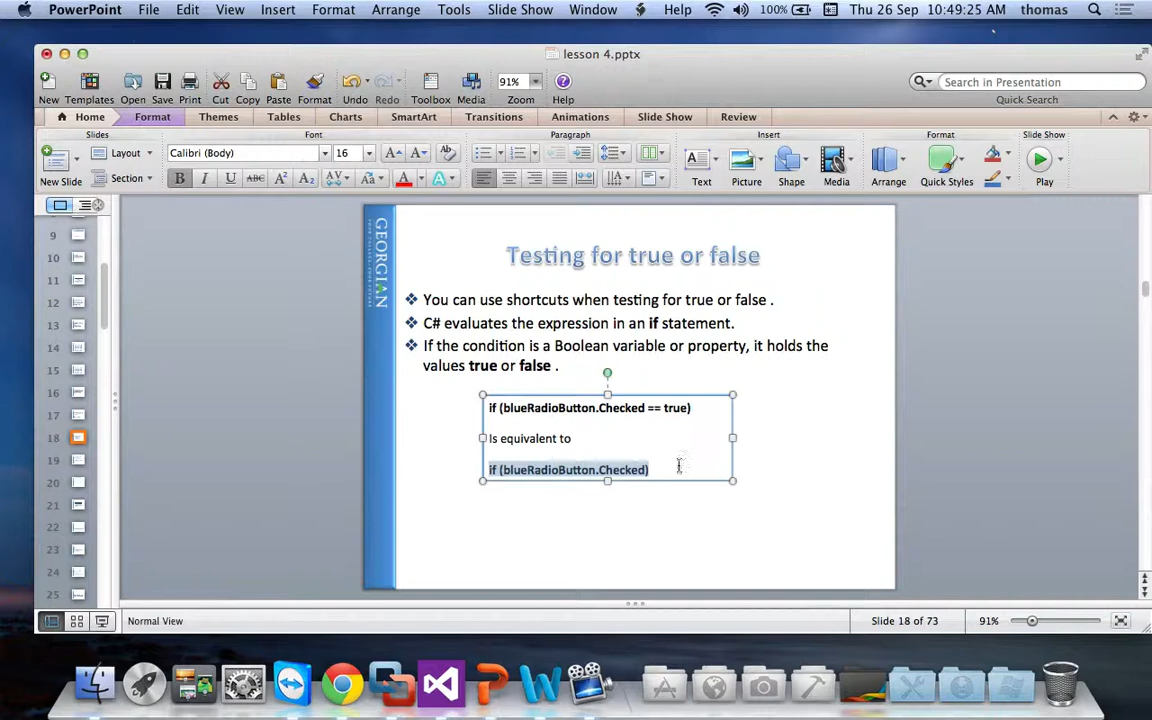 PowerPoint File Edit View Insert Format Arrange Tools Slide Show Window Help 100% Thu 26 Sep 10:49:25 AM thomas
lesson 4.pptx
91% Search in Presentation
New Templates Open Save Print Cut Copy Paste Format Undo Redo Toolbox Media Zoom Help Quick Search
Home Format Themes Tables Charts SmartArt Transitions Animations Slide Show Review
Slides Font Paragraph Insert Format Slide Show
Layout Calibri (Body) 16
New Slide Section B I U ABC Text Picture Shape Media Arrange Quick Styles Play
GEORGIAN
Testing for true or false
You can use shortcuts when testing for true or false .
C# evaluates the expression in an if statement.
If the condition is a Boolean variable or property, it holds the
values true or false .
if (blueRadioButton.Checked == true)
Is equivalent to
if (blueRadioButton.Checked)
9
10
11
12
13
14
15
16
17
18
19
20
21
22
23
24
25
Normal View Slide 18 of 73 91%